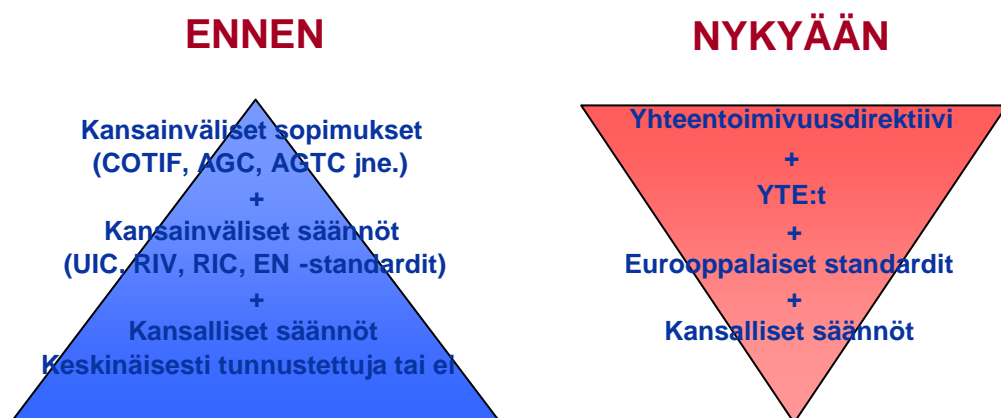 ENNEN
Kansainväliset sopimukset
(COTIF, AGC, AGTC jne.)
+
Kansainväliset säännöt
(UIC, RIV, RIC, EN -standardit)
+
Kansalliset säännöt
Keskinäisesti tunnustettuja tai ei
NYKYÄÄN
Yhteentoimivuusdirektiivi
+
YTE:t
+
Eurooppalaiset standardit
+
Kansalliset säännöt